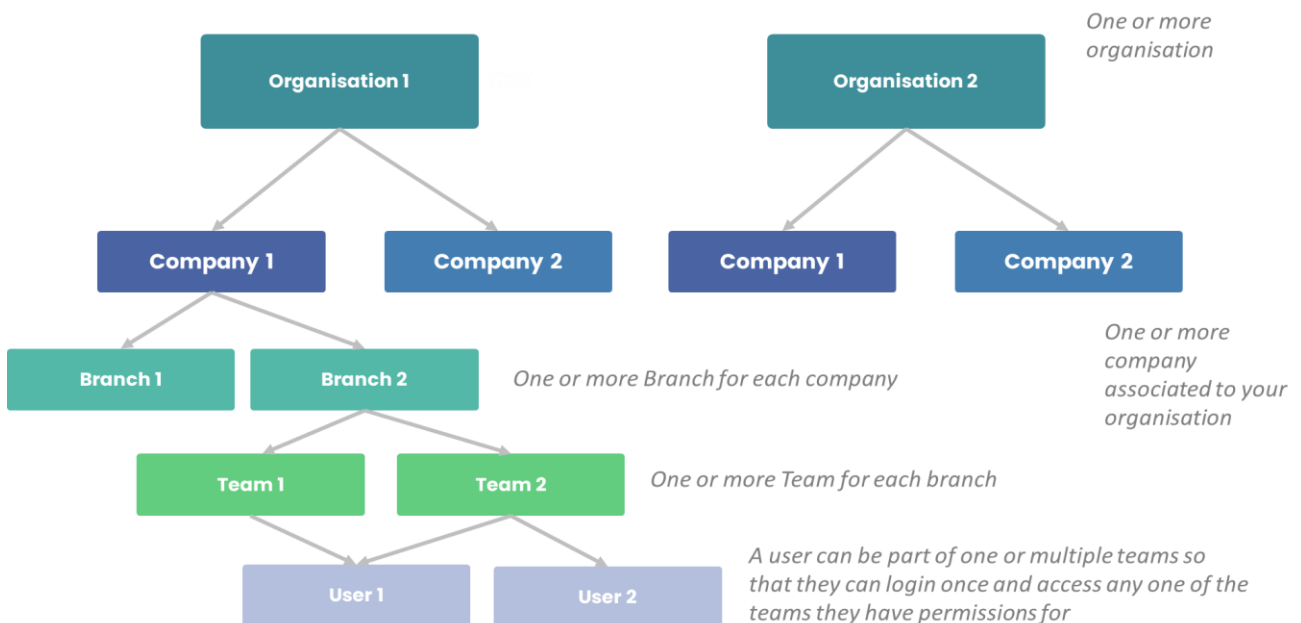 One or more
organisation
Organisation 1
Organisation 2
Company 1
Company 2
Company 1
Company 2
One or more
company
associated to your
organisation
Branch 1
Branch 2
One or more Branch for each company
Team 1
Team 2
One or more Team for each branch
A user can be part of one or multiple teams so
that they can login once and access any one of the
teams they have permissions for
User 1
User 2